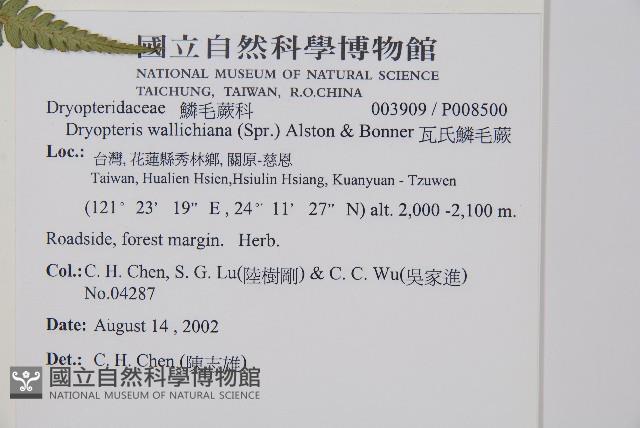 國立自然科學博物館
NATIONAL MUSEUM OF NATURAL SCIENCE
TAICHUNG, TAIWAN, R.O.CHINA
Dryopteridaceae 鱗毛蕨科 003909 / P008500
Dryopteris wallichiana (Spr.) Alston & Bonner 瓦氏鱗毛蕨
Loc.: 台灣, 花蓮縣秀林鄉, 關原-慈恩
Taiwan, Hualien Hsien,Hsiulin Hsiang, Kuanyuan - Tzuwen
(121° 23' 19" E , 24° 11' 27" N) alt. 2,000 -2,100 m.
Roadside, forest margin. Herb.
Col.: C. H. Chen, S. G. Lu(陸樹剛) & C. C. Wu(吳家進)
No.04287
Date: August 14 , 2002
Det.: C. H. Chen (陳志雄)
國立自然科學博物館
NATIONAL MUSEUM OF NATURAL SCIENCE